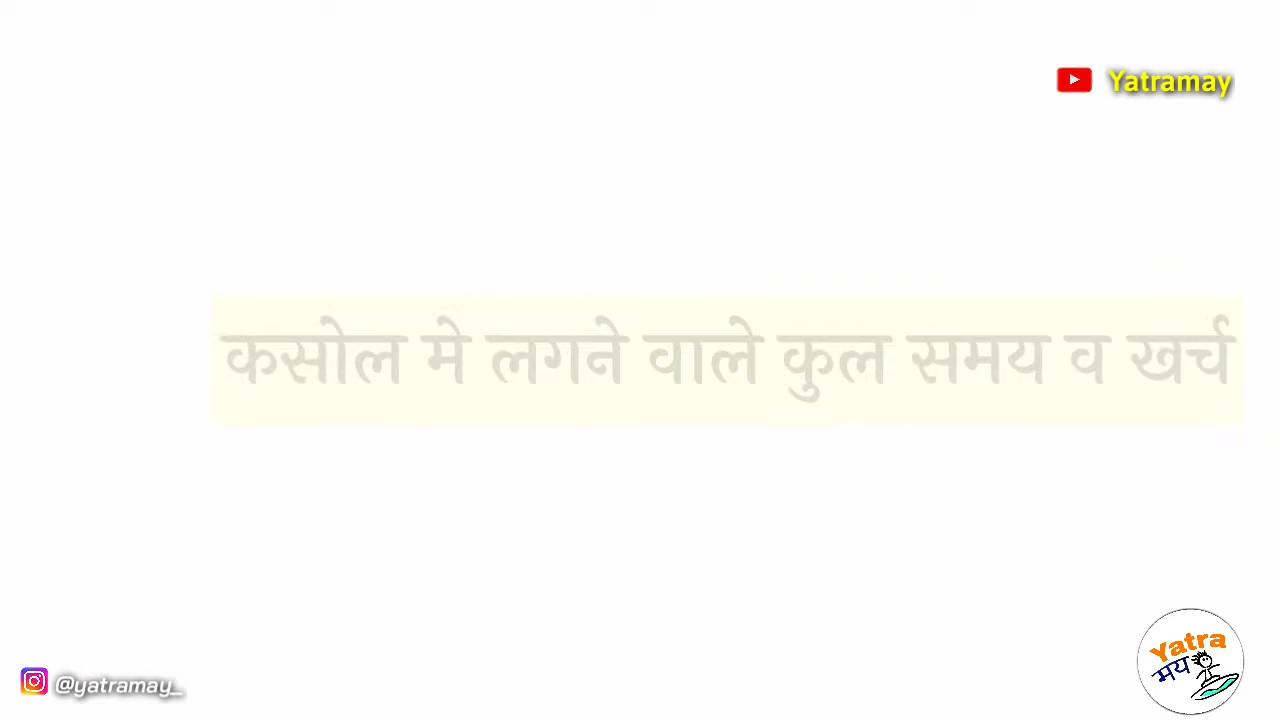 Yatramay
कसोल मे लगने वाले कुल समय व खर्च
Yatra
मय
@yatramay_